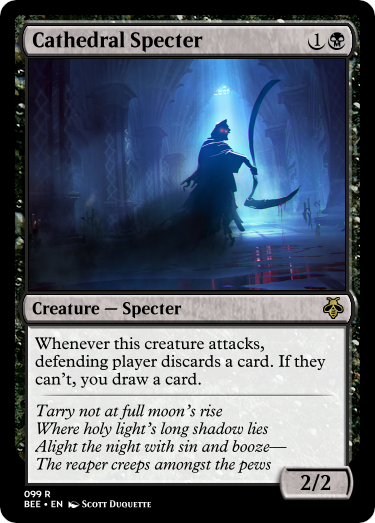 Cathedral Specter 1
Creature — Specter
Whenever this creature attacks,
defending player discards a card. If they
can't, you draw a card.
Tarry not at full moon's rise
Where holy light's long shadow lies
Alight the night with sin and booze—
The reaper creeps amongst the pews
2/2
099 R
BEE • EN Scott Duquette